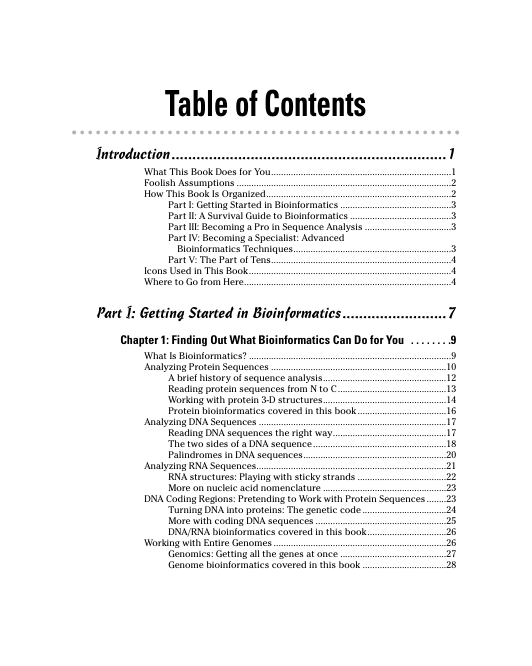 Table of Contents
Introduction..................................................................1
What This Book Does for You................................................................1
Foolish Assumptions ............................................................................2
How This Book Is Organized..................................................................2
Part I: Getting Started in Bioinformatics ........................................3
Part II: A Survival Guide to Bioinformatics ....................................3
Part III: Becoming a Pro in Sequence Analysis ..............................3
Part IV: Becoming a Specialist: Advanced
Bioinformatics Techniques..........................................................3
Part V: The Part of Tens..................................................................4
Icons Used in This Book........................................................................4
Where to Go from Here..........................................................................4
Part I: Getting Started in Bioinformatics.........................7
Chapter 1: Finding Out What Bioinformatics Can Do for You . . . . . . . .9
What Is Bioinformatics? ........................................................................9
Analyzing Protein Sequences ..............................................................10
A brief history of sequence analysis............................................12
Reading protein sequences from N to C......................................13
Working with protein 3-D structures............................................14
Protein bioinformatics covered in this book................................16
Analyzing DNA Sequences ..................................................................17
Reading DNA sequences the right way........................................17
The two sides of a DNA sequence................................................18
Palindromes in DNA sequences....................................................20
Analyzing RNA Sequences....................................................................21
RNA structures: Playing with sticky strands ................................22
More on nucleic acid nomenclature ............................................23
DNA Coding Regions: Pretending to Work with Protein Sequences........23
Turning DNA into proteins: The genetic code ..............................24
More with coding DNA sequences ..............................................25
DNA/RNA bioinformatics covered in this book............................26
Working with Entire Genomes..............................................................26
Genomics: Getting all the genes at once ......................................27
Genome bioinformatics covered in this book ..............................28